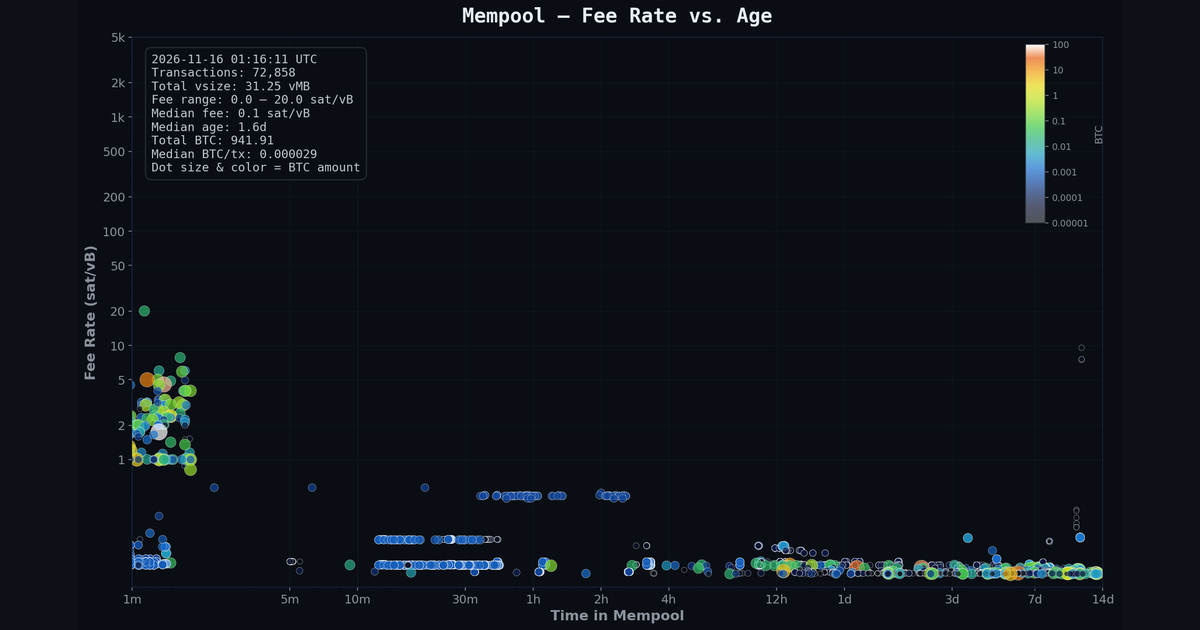 Mempool — Fee Rate vs. Age
2026-11-16 01:16:11 UTC
Transactions: 72,858
Total vsize: 31.25 vMB
Fee range: 0.0 — 20.0 sat/vB
Median fee: 0.1 sat/vB
Median age: 1.6d
Total BTC: 941.91
Median BTC/tx: 0.000029
Dot size & color = BTC amount
5k
2k
1k
500
200
100
50
20
10
5
2
1
Fee Rate (sat/vB)
100
10
1
0.1
0.01
0.001
0.0001
0.00001
BTC
1m 5m 10m 30m 1h 2h 4h 12h 1d 3d 7d 14d
Time in Mempool